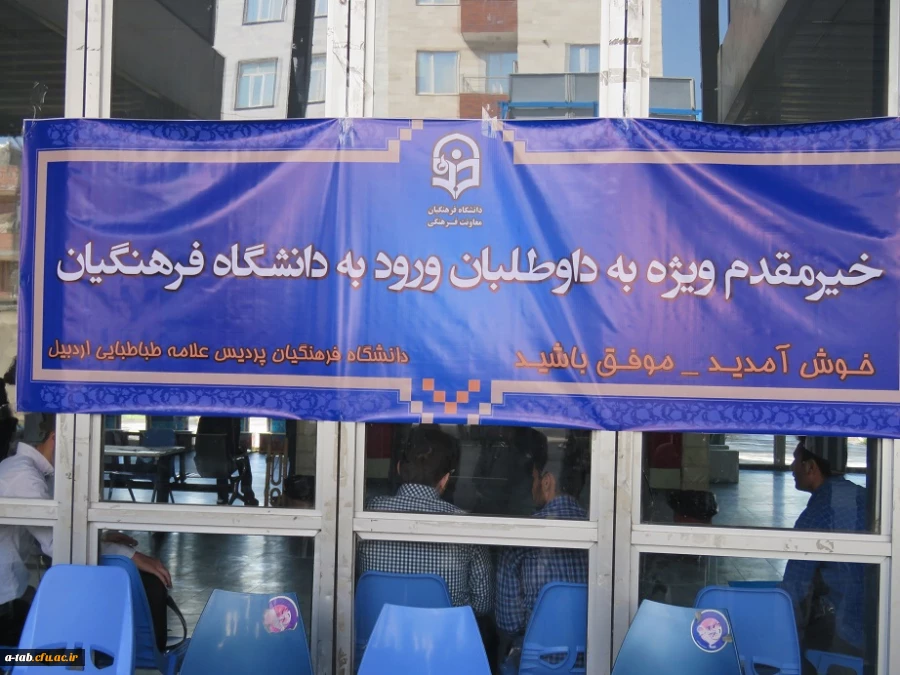 دانشگاه فرهنگیان
معاونت فرهنگی
خیرمقدم ویژه به داوطلبان ورود به دانشگاه فرهنگیان
خوش آمدید _ موفق باشید
دانشگاه فرهنگیان پردیس علامه طباطبایی اردبیل
a-tab.cfu.ac.ir